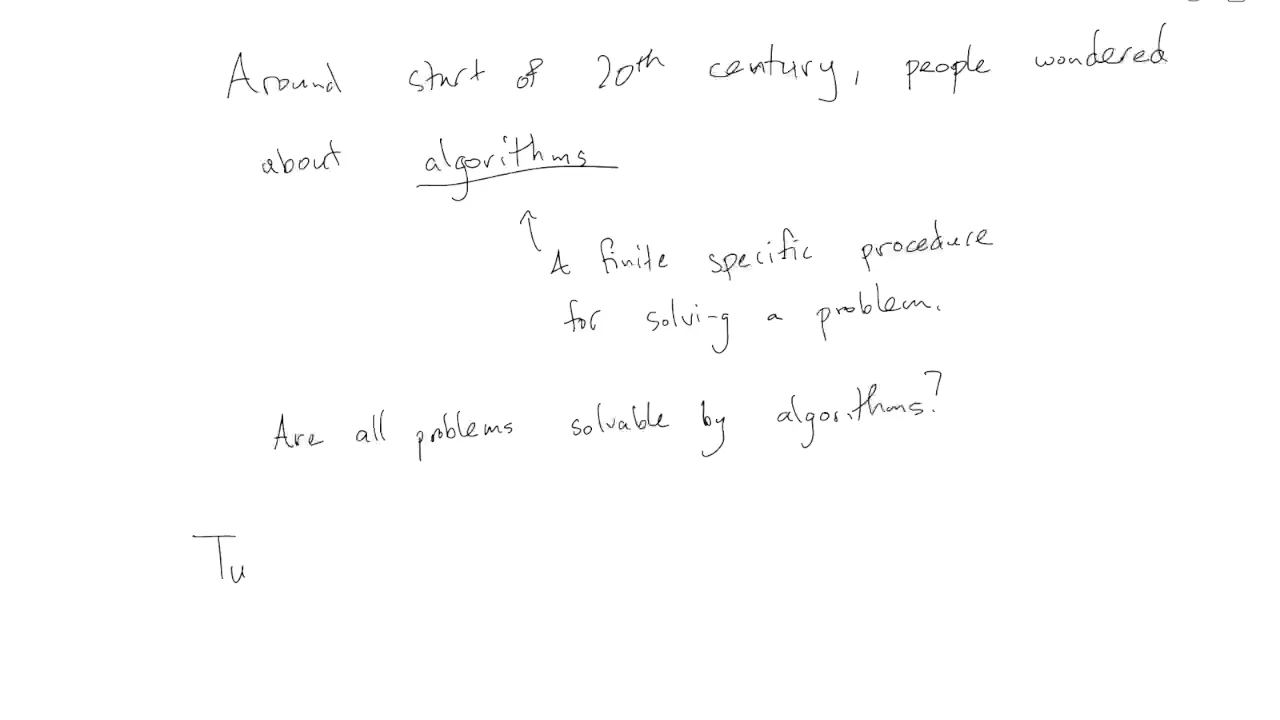 Around start of 20th century, people wondered
about algorithms
A finite specific procedure
for solving a problem.
Are all problems solvable by algorithms?
Tu